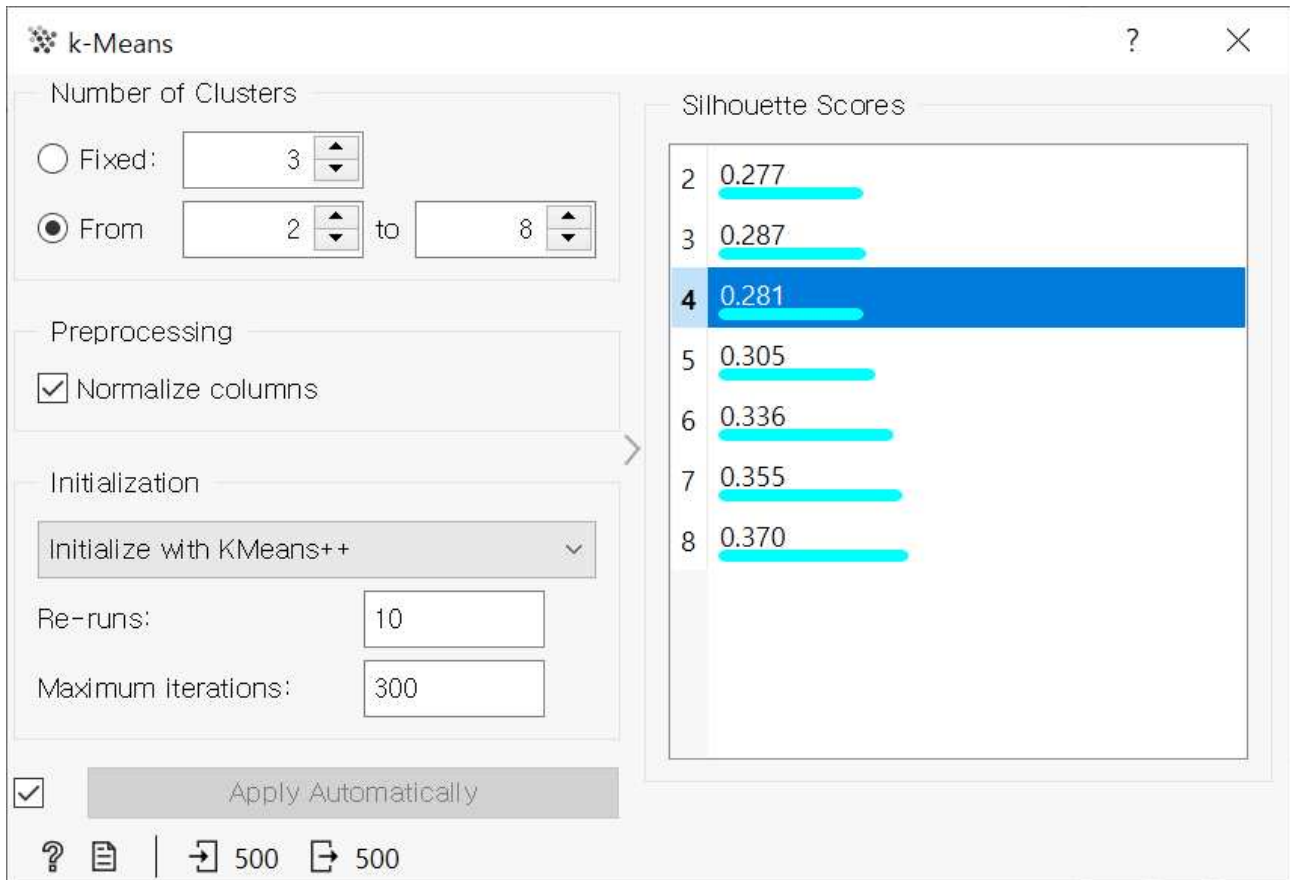 k-Means
?
Number of Clusters
Fixed: 3
From 2 to 8
Preprocessing
Normalize columns
Initialization
Initialize with KMeans++
Re-runs: 10
Maximum iterations: 300
Apply Automatically
? 500 500
Silhouette Scores
2 0.277
3 0.287
4 0.281
5 0.305
6 0.336
7 0.355
8 0.370